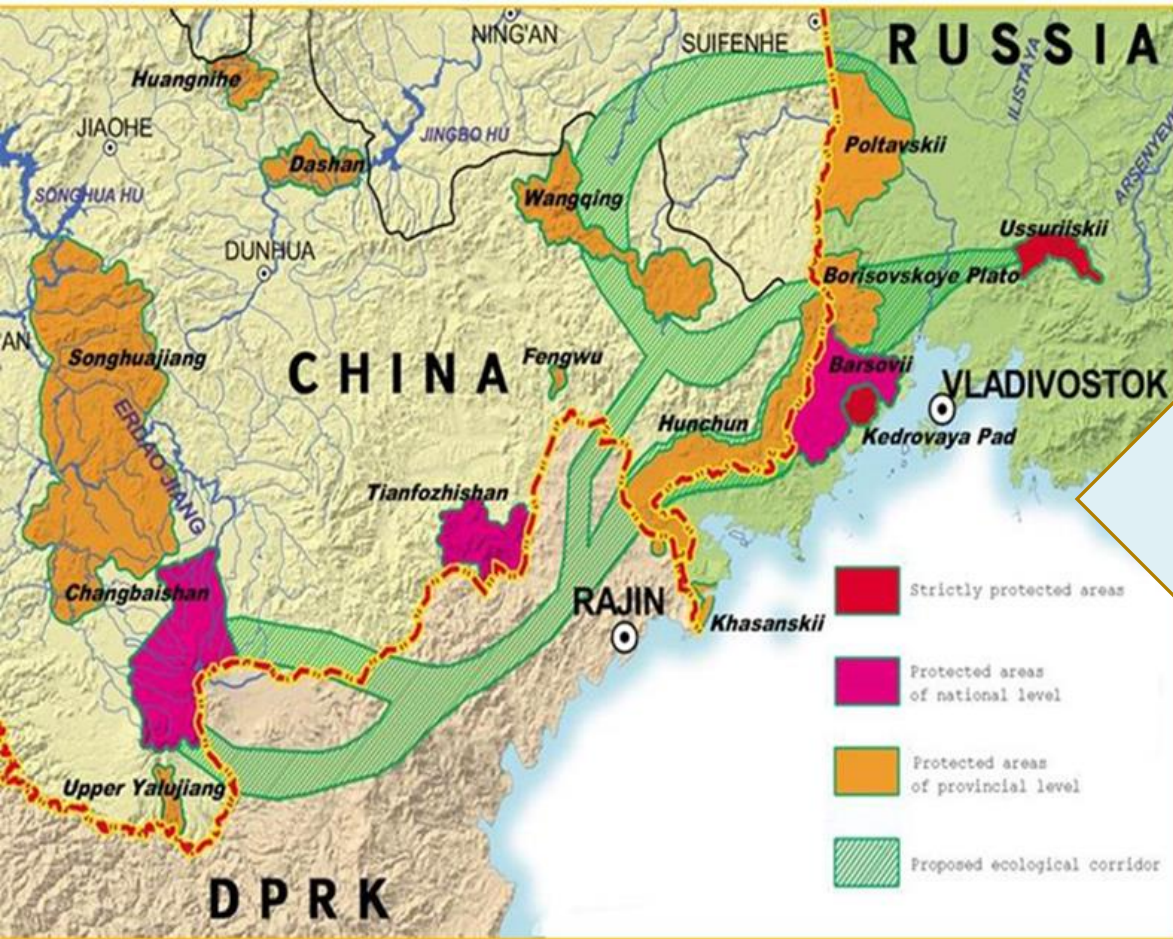 NING'AN
SUIFENHE
RUSSIA
Huangnihe
JIAOHE
JINGBO HU
ILISTAYA
ARSENYEV
Poltavskii
Dashan
Wangqing
SONGHUA HU
Ussuriiskii
DUNHUA
Borisovskoye Plato
'AN
Songhuajiang
CHINA
Fengwu
Barsovii
VLADIVOSTOK
ERDAO JIANG
Hunchun
Kedrovaya Pad
Tianfozhishan
Changbaishan
RAJIN
Khasanskii
Strictly protected areas
Protected areas
of national level
Protected areas
of provincial level
Upper Yalujiang
Proposed ecological corridor
DPRK